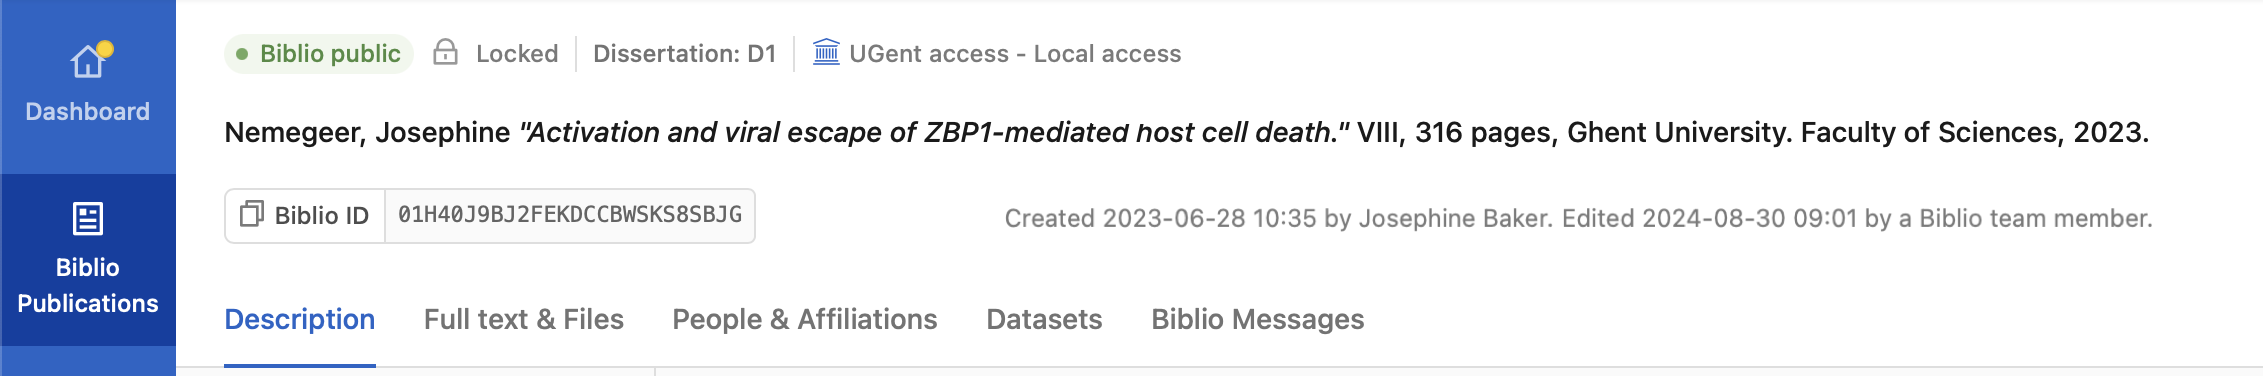 Dashboard
Biblio
Publications
Biblio public Locked Dissertation: D1 UGent access - Local access
Nemegeer, Josephine "Activation and viral escape of ZBP1-mediated host cell death." VIII, 316 pages, Ghent University. Faculty of Sciences, 2023.
Biblio ID 01H40J9BJ2FEKDCCBWSKS8SBJG
Created 2023-06-28 10:35 by Josephine Baker. Edited 2024-08-30 09:01 by a Biblio team member.
Description Full text & Files People & Affiliations Datasets Biblio Messages